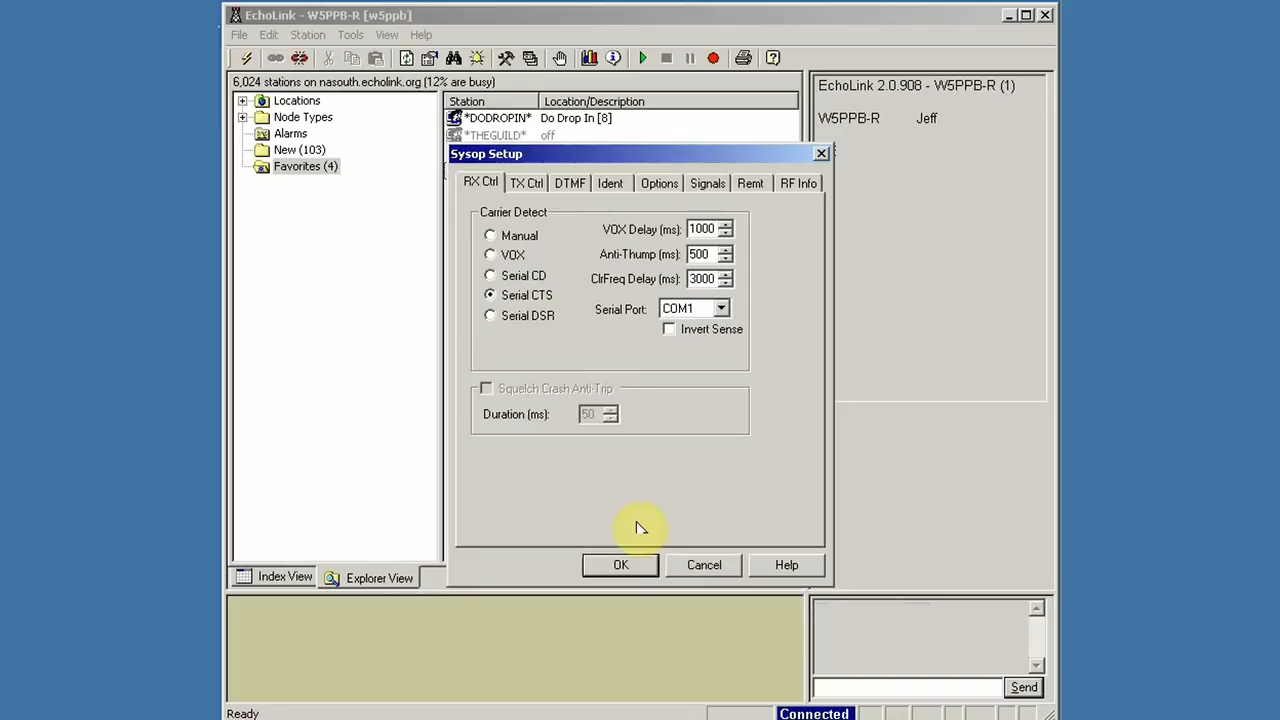 EchoLink - W5PPB-R [w5ppb]
File Edit Station Tools View Help
6,024 stations on nasouth.echolink.org (12% are busy)
Locations
Node Types
Alarms
New (103)
Favorites (4)
Station Location/Description
*DODROPIN* Do Drop In [8]
*THEGUILD* off
EchoLink 2.0.908 - W5PPB-R (1)
W5PPB-R Jeff
Sysop Setup
RX Ctrl TX Ctrl DTMF Ident Options Signals Remt RF Info
Carrier Detect
Manual
VOX
Serial CD
Serial CTS
Serial DSR
VOX Delay (ms): 1000
Anti-Thump (ms): 500
ClrFreq Delay (ms): 3000
Serial Port: COM1
Invert Sense
Squelch Crash Anti-Trip
Duration (ms): 50
OK Cancel Help
Index View Explorer View
Send
Ready Connected